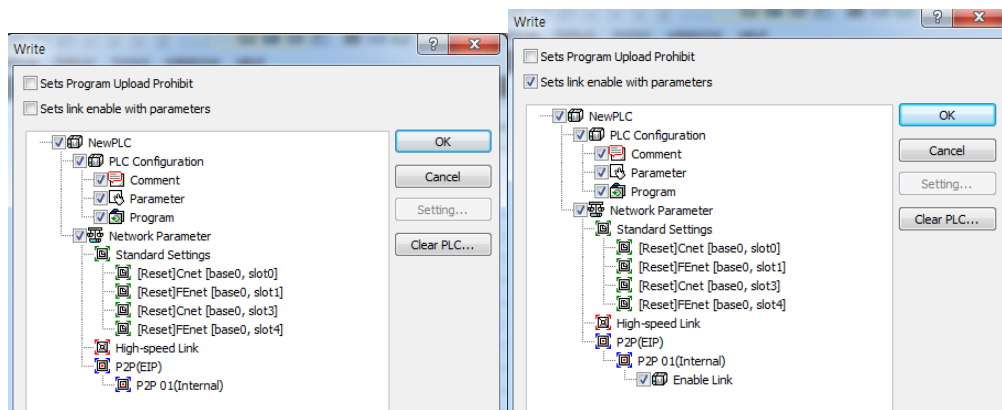 Write
Sets Program Upload Prohibit
Sets link enable with parameters
NewPLC
PLC Configuration
Comment
Parameter
Program
Network Parameter
Standard Settings
[Reset]Cnet [base0, slot0]
[Reset]FEnet [base0, slot1]
[Reset]Cnet [base0, slot3]
[Reset]FEnet [base0, slot4]
High-speed Link
P2P(EIP)
P2P 01(Internal)
OK
Cancel
Setting...
Clear PLC...
Write
Sets Program Upload Prohibit
Sets link enable with parameters
NewPLC
PLC Configuration
Comment
Parameter
Program
Network Parameter
Standard Settings
[Reset]Cnet [base0, slot0]
[Reset]FEnet [base0, slot1]
[Reset]Cnet [base0, slot3]
[Reset]FEnet [base0, slot4]
High-speed Link
P2P(EIP)
P2P 01(Internal)
Enable Link
OK
Cancel
Setting...
Clear PLC...